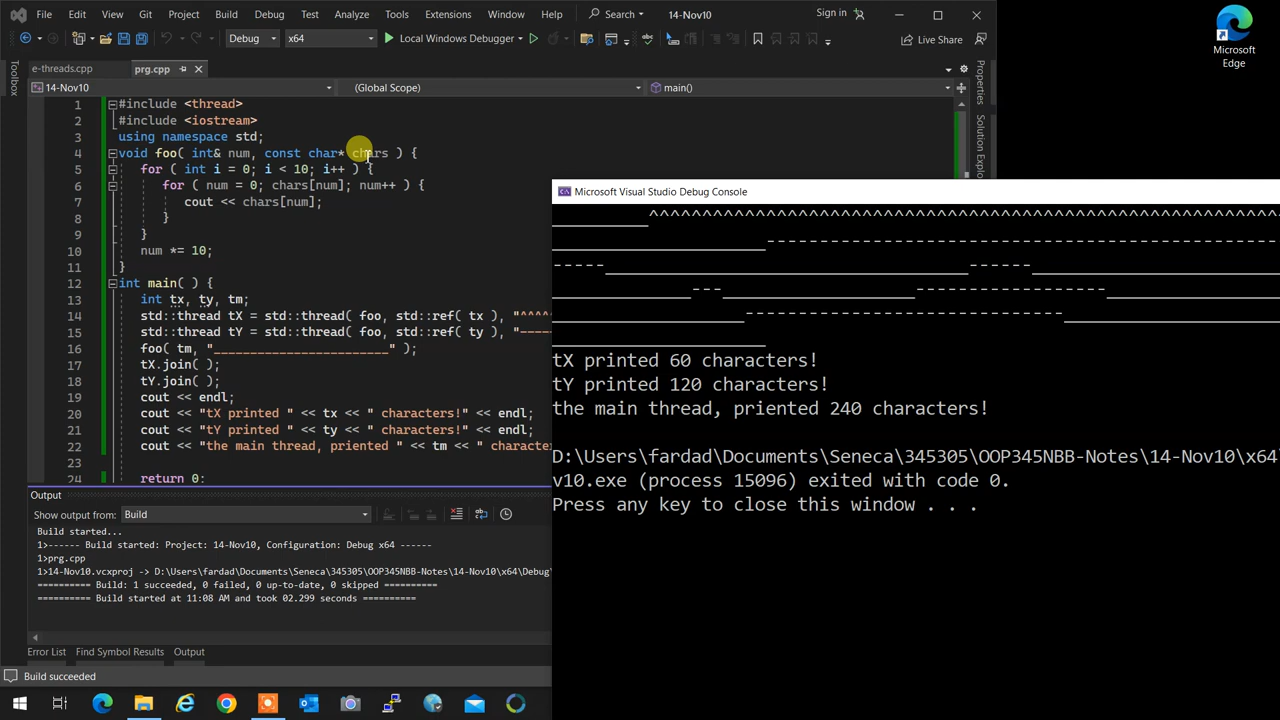 File Edit View Git Project Build Debug Test Analyze Tools Extensions Window Help Search 14-Nov10 Sign in
Debug x64 Local Windows Debugger Live Share
Toolbox
e-threads.cpp prg.cpp
14-Nov10 (Global Scope) main()
1 #include <thread>
2 #include <iostream>
3 using namespace std;
4 void foo( int& num, const char* chars ) {
5 for ( int i = 0; i < 10; i++ ) {
6 for ( num = 0; chars[num]; num++ ) {
7 cout << chars[num];
8 }
9 }
10 num *= 10;
11 }
12 int main( ) {
13 int tx, ty, tm;
14 std::thread tX = std::thread( foo, std::ref( tx ), "^^^^
15 std::thread tY = std::thread( foo, std::ref( ty ), "----
16 foo( tm, "________________________" );
17 tX.join( );
18 tY.join( );
19 cout << endl;
20 cout << "tX printed " << tx << " characters!" << endl;
21 cout << "tY printed " << ty << " characters!" << endl;
22 cout << "the main thread, priented " << tm << " characte
23
24 return 0;
Properties
Solution Explorer
Microsoft Visual Studio Debug Console
tX printed 60 characters!
tY printed 120 characters!
the main thread, priented 240 characters!
D:\Users\fardad\Documents\Seneca\345305\OOP345NBB-Notes\14-Nov10\x64
v10.exe (process 15096) exited with code 0.
Press any key to close this window . . .
Output
Show output from: Build
Build started...
1>------ Build started: Project: 14-Nov10, Configuration: Debug x64 ------
1>prg.cpp
1>14-Nov10.vcxproj -> D:\Users\fardad\Documents\Seneca\345305\OOP345NBB-Notes\14-Nov10\x64\Debug\
========== Build: 1 succeeded, 0 failed, 0 up-to-date, 0 skipped ==========
========== Build started at 11:08 AM and took 02.299 seconds ==========
Error List Find Symbol Results Output
Build succeeded
Microsoft
Edge